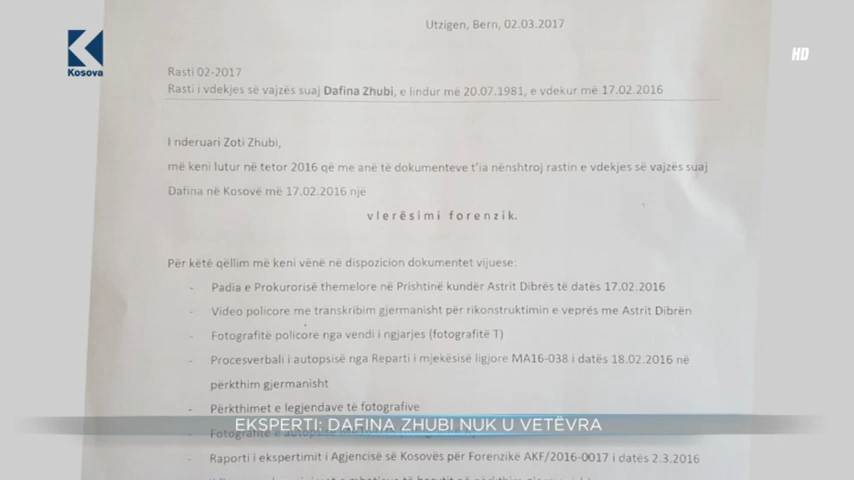 Utzigen, Bern, 02.03.2017
Kosova
HD
Rasti 02-2017
Rasti i vdekjes së vajzës suaj Dafina Zhubi, e lindur më 20.07.1981, e vdekur më 17.02.2016
I nderuari Zoti Zhubi,
më keni lutur në tetor 2016 që me anë të dokumenteve t'ia nënshtroj rastin e vdekjes së vajzës suaj
Dafina në Kosovë më 17.02.2016 një
vlerësimi forenzik.
Për këtë qëllim më keni vënë në dispozicion dokumentet vijuese:
- Padia e Prokurorisë themelore në Prishtinë kundër Astrit Dibrës të datës 17.02.2016
- Video policore me transkribim gjermanisht për rikonstruktimin e veprës me Astrit Dibrën
- Fotografitë policore nga vendi i ngjarjes (fotografitë T)
- Procesverbali i autopsisë nga Reparti i mjekësisë ligjore MA16-038 i datës 18.02.2016 në
përkthim gjermanisht
- Përkthimet e legjendave të fotografive
EKSPERTI: DAFINA ZHUBI NUK U VETËVRA
- Fotografitë e autopsisë
- Raporti i ekspertimit i Agjencisë së Kosovës për Forenzikë AKF/2016-0017 i datës 2.3.2016